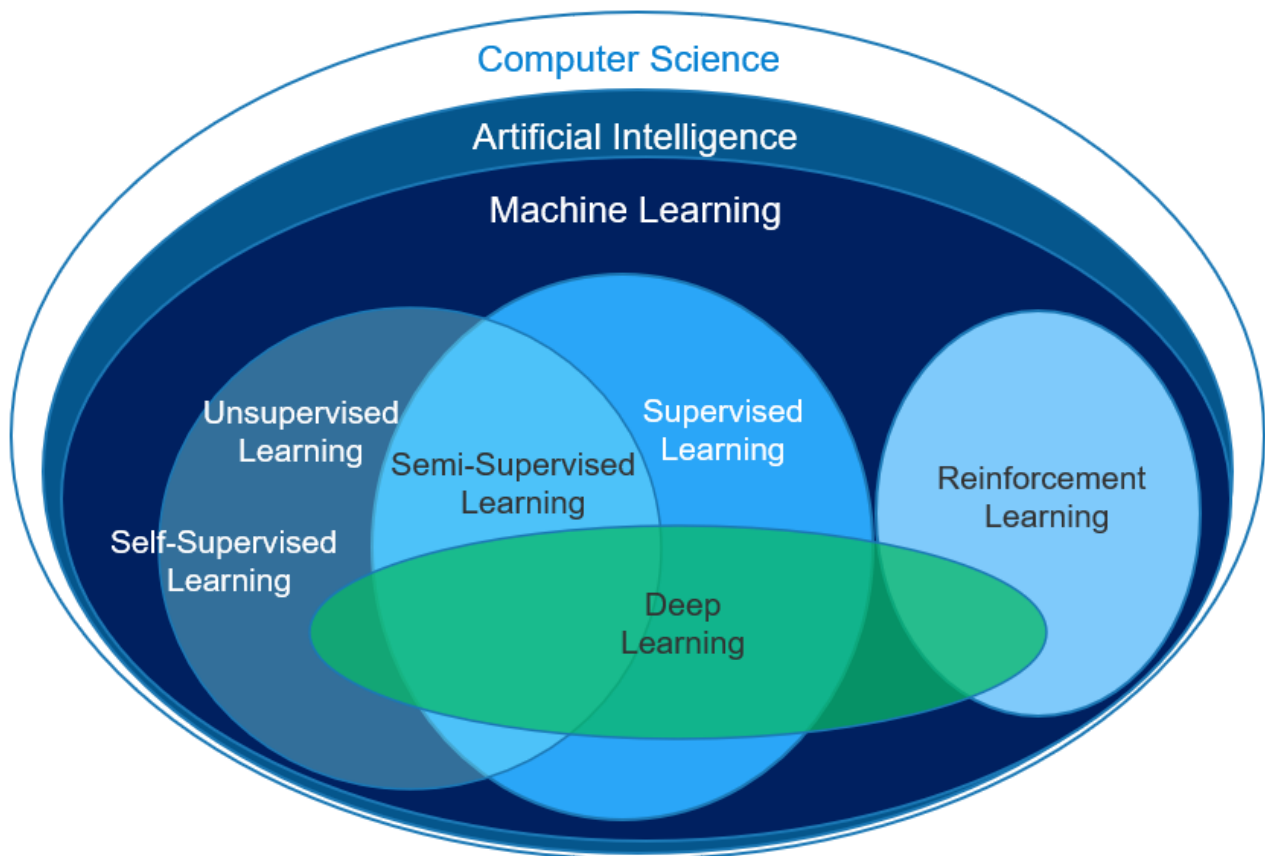 Computer Science
Artificial Intelligence
Machine Learning
Unsupervised
Learning
Supervised
Learning
Semi-Supervised
Learning
Reinforcement
Learning
Self-Supervised
Learning
Deep
Learning